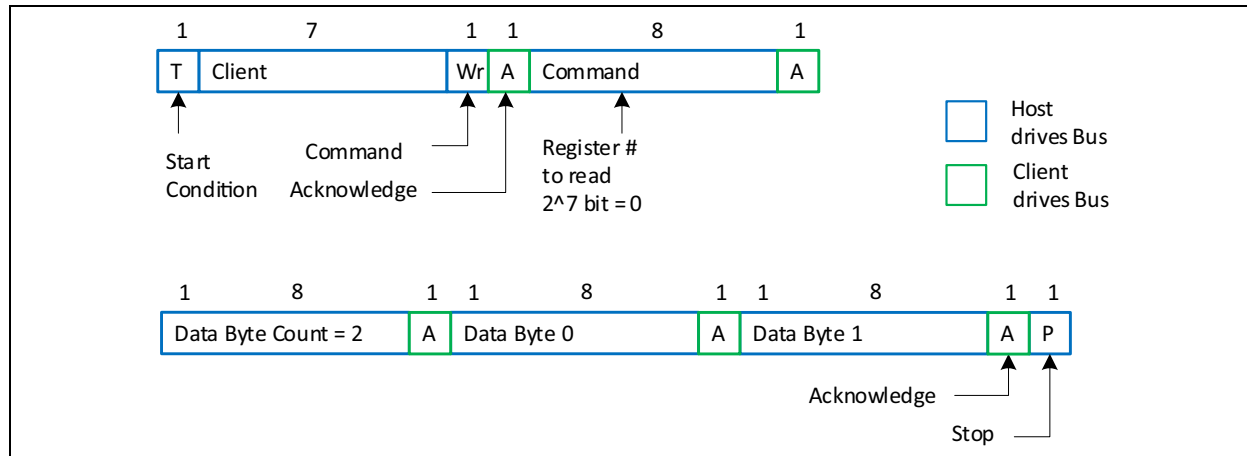 1 7 1 1 8 1
T Client Wr A Command A
Start
Condition
Command
Acknowledge
Register #
to read
2^7 bit = 0
Host
drives Bus
Client
drives Bus
1 8 1 1 8 1 1 8 1 1
Data Byte Count = 2 A Data Byte 0 A Data Byte 1 A P
Acknowledge
Stop